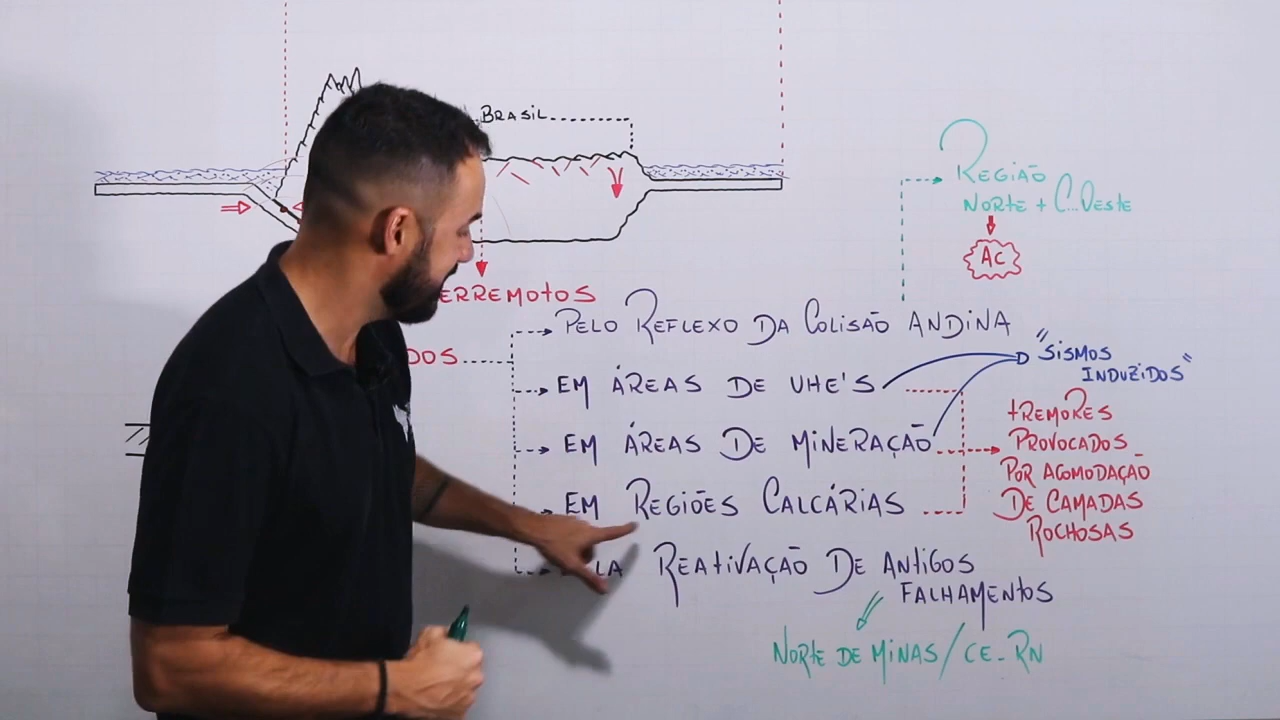 BRASIL
REGIÃO
NORTE + C...OESTE
AC
PELO REFLEXO DA COLISÃO ANDINA
"SISMOS
INDUZIDOS"
EM ÁREAS DE UHE'S
EM ÁREAS DE MINERAÇÃO
EM REGIÕES CALCÁRIAS
TREMORES
PROVOCADOS
POR ACOMODAÇÃO
DE CAMADAS
ROCHOSAS
REATIVAÇÃO DE ANTIGOS
FALHAMENTOS
NORTE DE MINAS/CE-RN